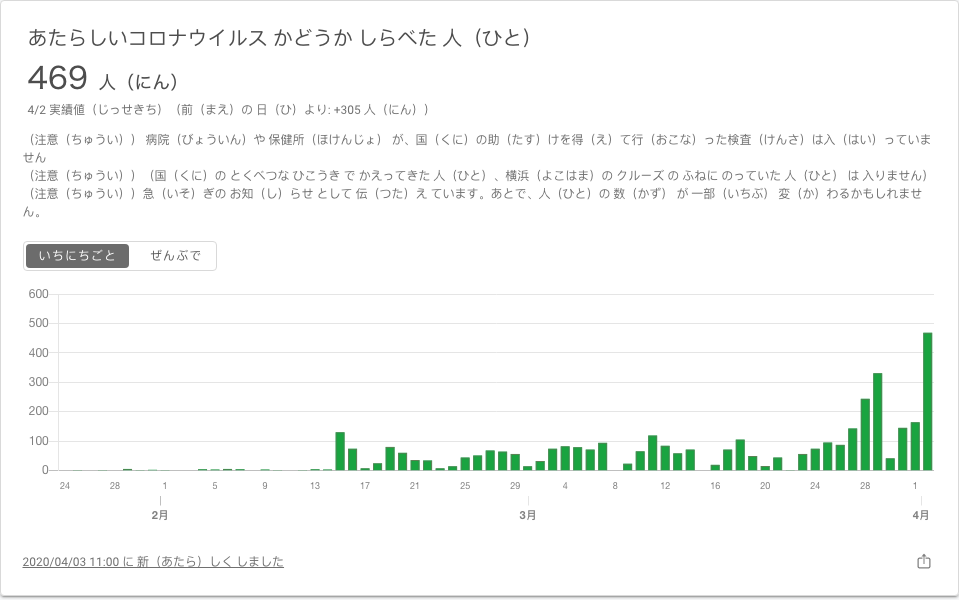 あたらしいコロナウイルス かどうか しらべた 人（ひと）
469 人（にん）
4/2 実績値（じっせきち）（前（まえ）の 日（ひ）より: +305 人（にん））
（注意（ちゅうい）） 病院（びょういん）や 保健所（ほけんじょ） が、国（くに）の助（たす）けを得（え）て行（おこな）った検査（けんさ）は入（はい）っていま
せん
（注意（ちゅうい））（国（くに）の とくべつな ひこうき で かえってきた 人（ひと）、横浜（よこはま）の クルーズ の ふねに のっていた 人（ひと） は 入りません）
（注意（ちゅうい））急（いそ）ぎの お知（し）らせ として 伝（つた）え ています。あとで、人（ひと）の 数（かず） が 一部（いちぶ） 変（か）わるかもしれませ
ん。
いちにちごと ぜんぶで
600
500
400
300
200
100
0
24 28 1 5 9 13 17 21 25 29 4 8 12 16 20 24 28 1
2月 3月 4月
2020/04/03 11:00 に 新（あたら）しく しました